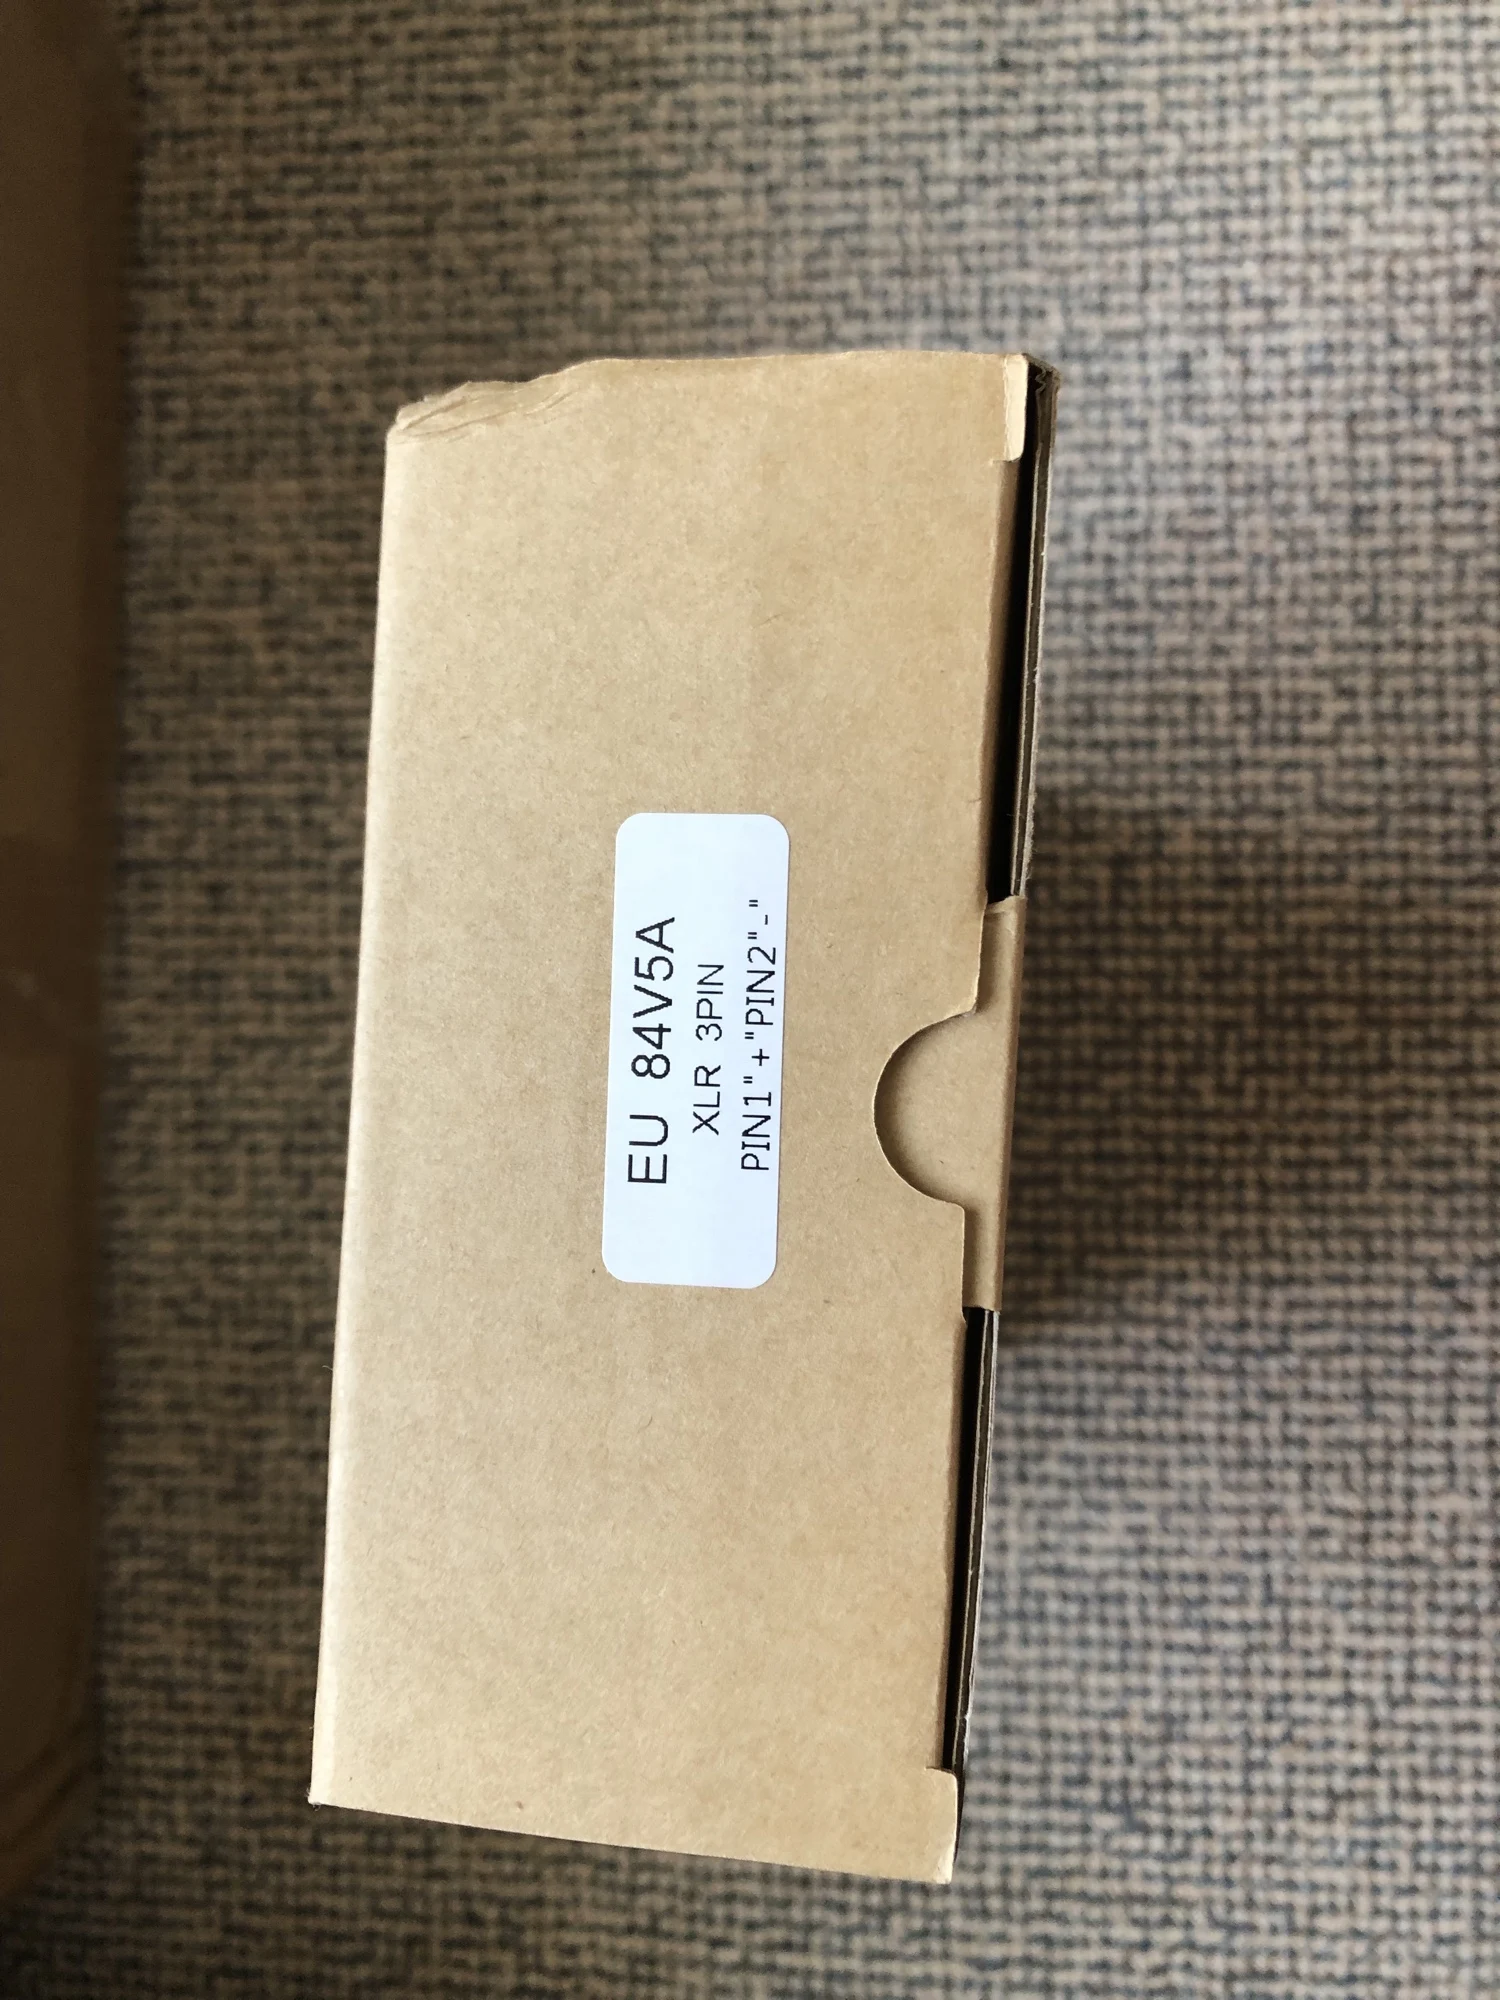 EU 84V5A
XLR 3PIN
PIN1"+"PIN2"-"